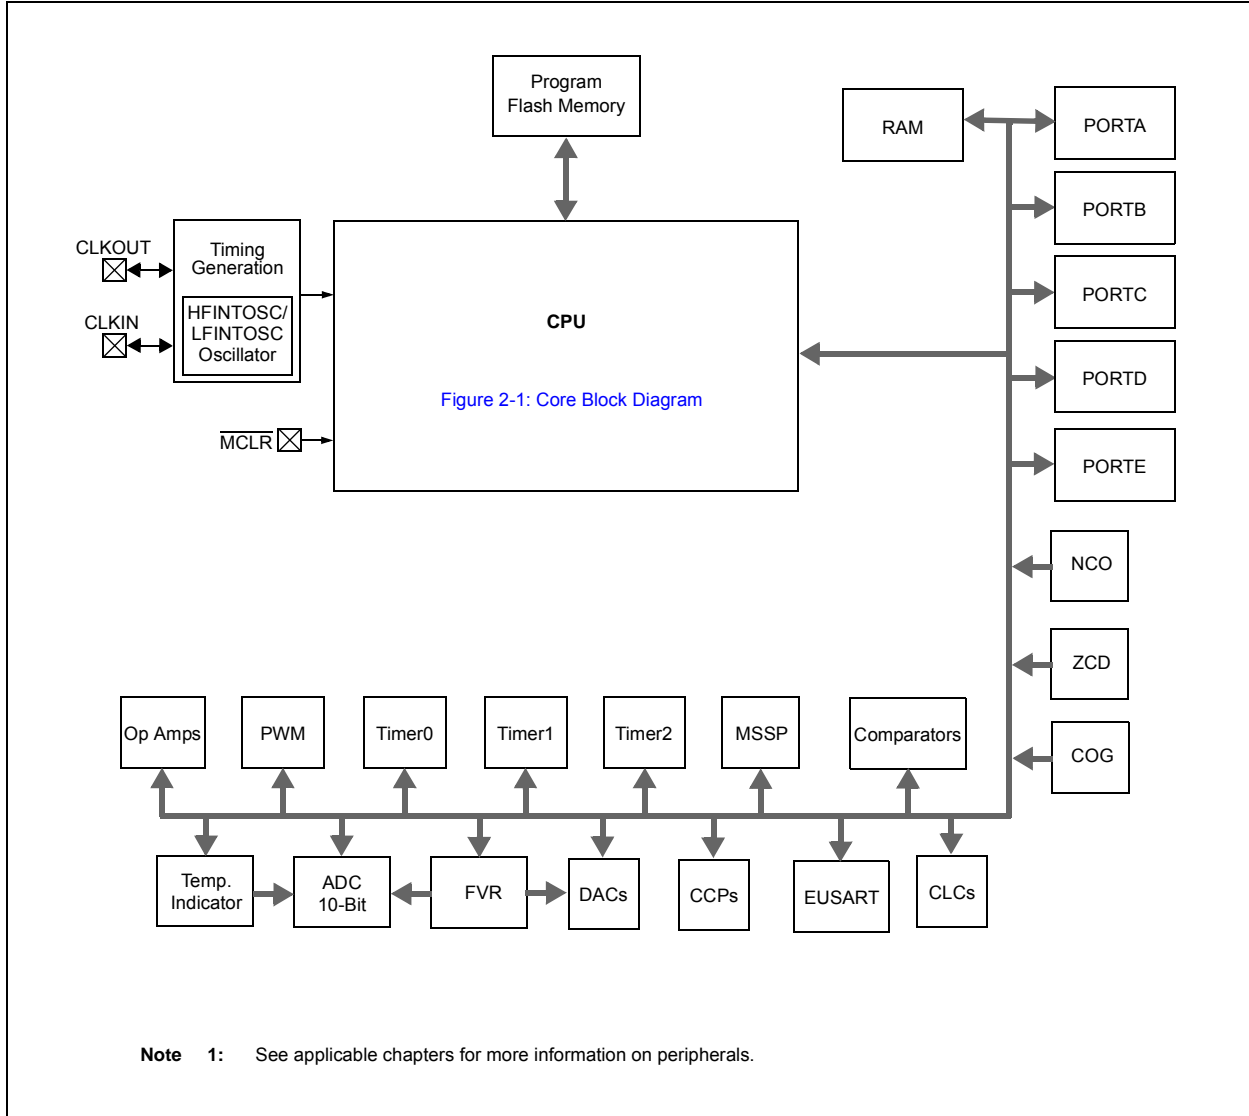 Program
Flash Memory
RAM
PORTA
PORTB
CLKOUT
Timing
Generation
HFINTOSC/
LFINTOSC
Oscillator
CLKIN
CPU
PORTC
PORTD
Figure 2-1: Core Block Diagram
MCLR
PORTE
NCO
ZCD
COG
Op Amps
PWM
Timer0
Timer1
Timer2
MSSP
Comparators
Temp.
Indicator
ADC
10-Bit
FVR
DACs
CCPs
EUSART
CLCs
Note 1: See applicable chapters for more information on peripherals.